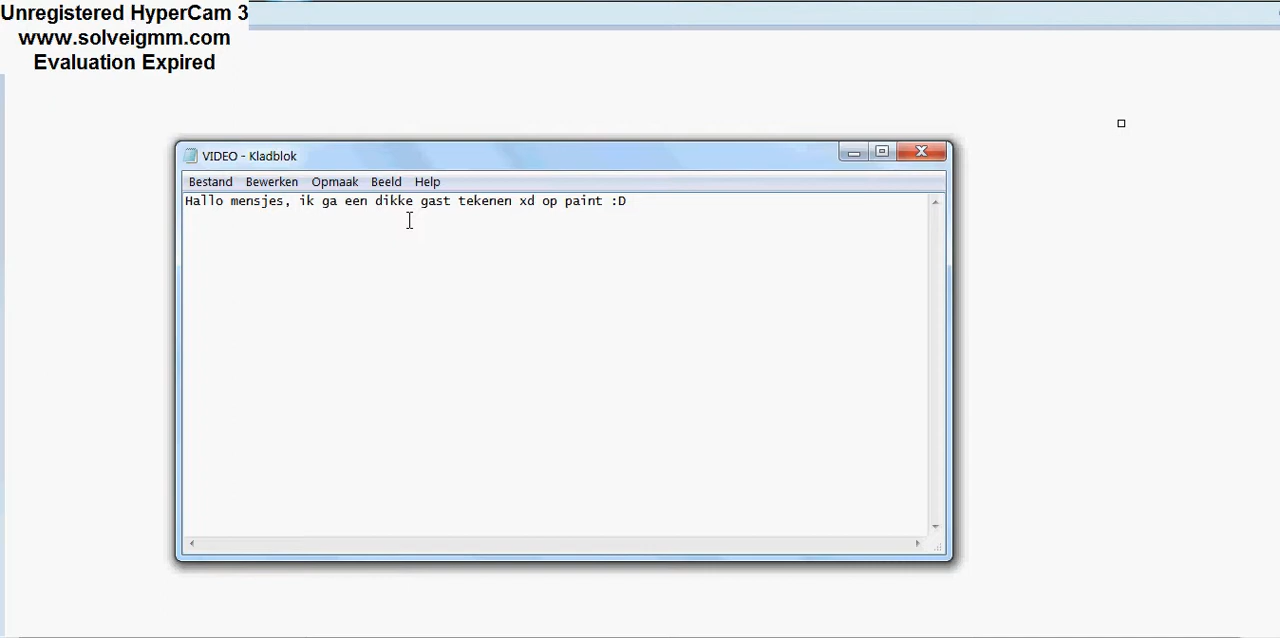 Unregistered HyperCam 3
www.solveigmm.com
Evaluation Expired
VIDEO - Kladblok
Bestand Bewerken Opmaak Beeld Help
Hallo mensjes, ik ga een dikke gast tekenen xd op paint :D